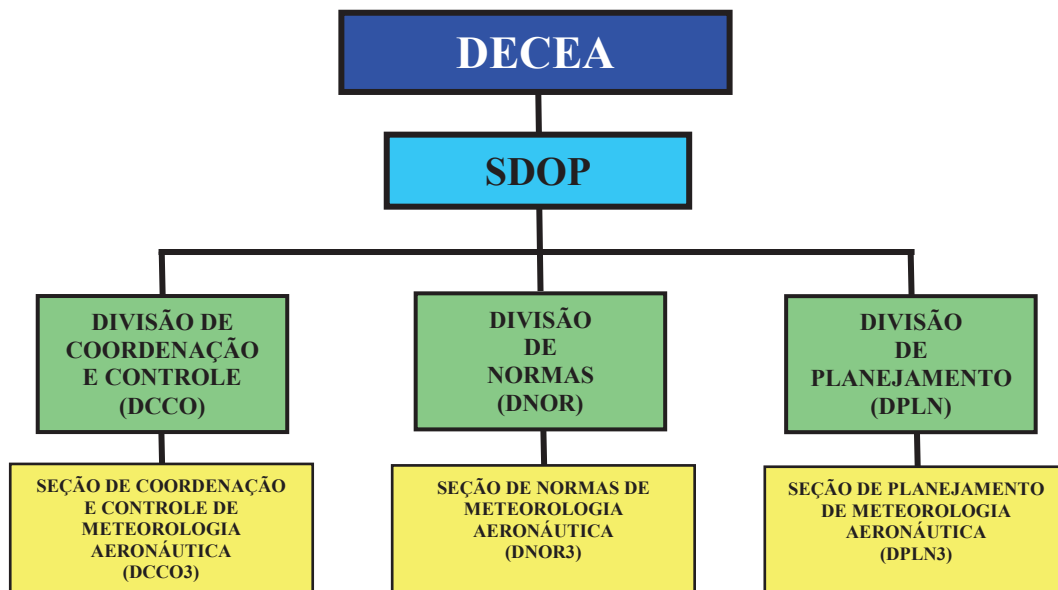 DECEA
SDOP
DIVISÃO DE
COORDENAÇÃO
E CONTROLE
(DCCO)
DIVISÃO
DE
NORMAS
(DNOR)
DIVISÃO
DE
PLANEJAMENTO
(DPLN)
SEÇÃO DE COORDENAÇÃO
E CONTROLE DE
METEOROLOGIA
AERONÁUTICA
(DCCO3)
SEÇÃO DE NORMAS DE
METEOROLOGIA
AERONÁUTICA
(DNOR3)
SEÇÃO DE PLANEJAMENTO
DE METEOROLOGIA
AERONÁUTICA
(DPLN3)